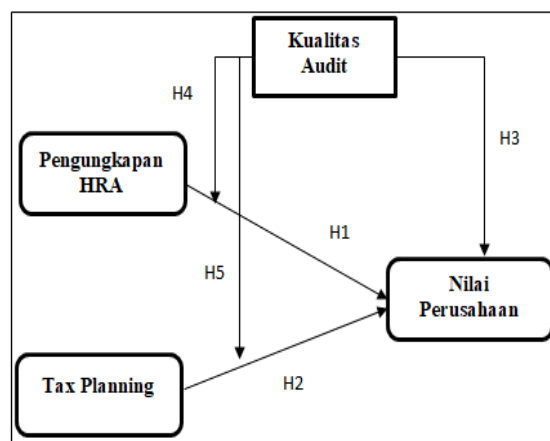 Kualitas
Audit
H4
H3
Pengungkapan
HRA
H1
H5
Nilai
Perusahaan
Tax Planning
H2